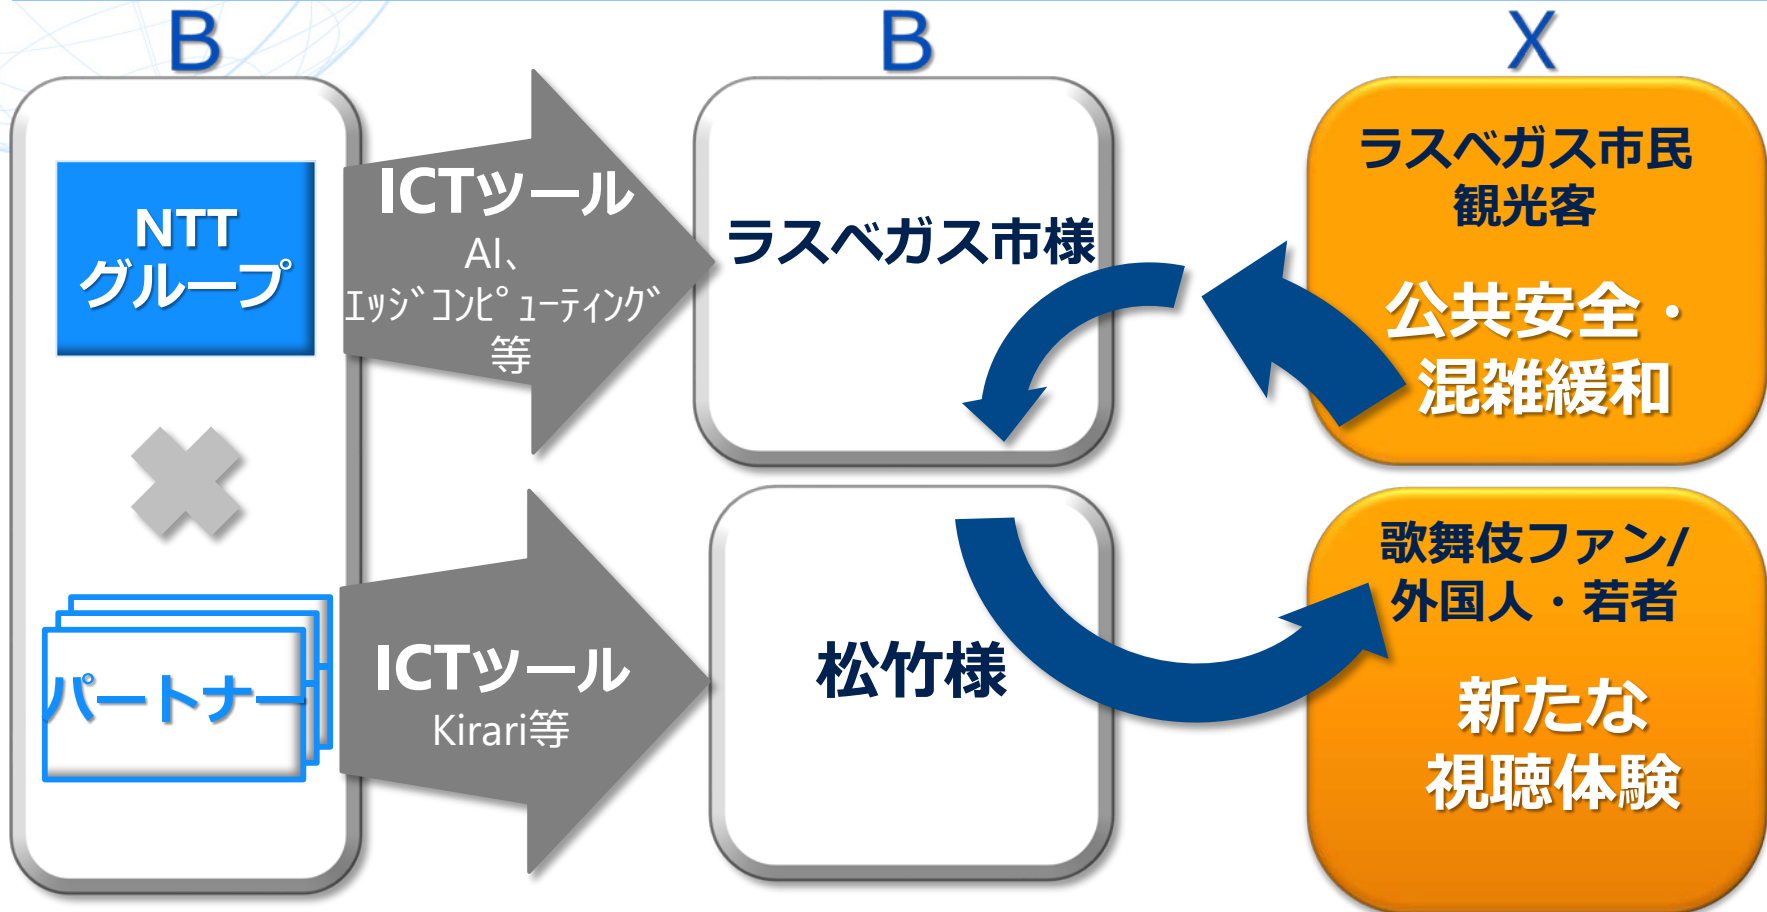 B
B
X
NTT
グループ
パートナー
ICTツール
AI、
ｴｯｼﾞｺﾝﾋﾟｭｰﾃｨﾝｸﾞ
等
ICTツール
Kirari等
ラスベガス市様
松竹様
ラスベガス市民
観光客
公共安全・
混雑緩和
歌舞伎ファン/
外国人・若者
新たな
視聴体験